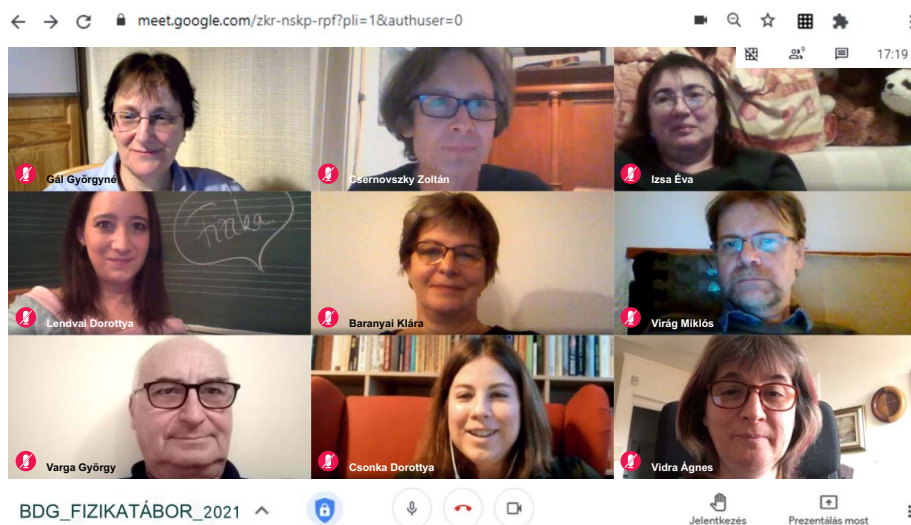 meet.google.com/zkr-nskp-rpf?pli=1&authuser=0
9
17:19
Gál Györgyné
Csernovszky Zoltán
Izsa Éva
Fizika
Lendvai Dorottya
Baranyai Klára
Virág Miklós
Varga György
Csonka Dorottya
Vidra Ágnes
BDG_FIZIKATÁBOR_2021
Jelentkezés
Prezentálás most